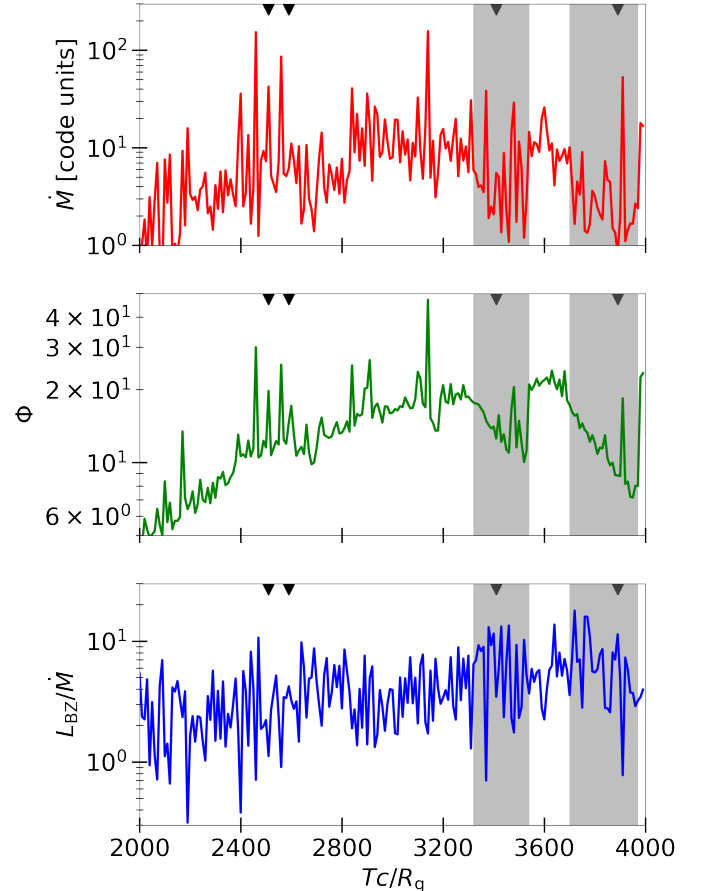 10²
10¹
10⁰
Ṁ [code units]
4 × 10¹
3 × 10¹
2 × 10¹
10¹
6 × 10⁰
Φ
10¹
10⁰
L_BZ/Ṁ
2000 2400 2800 3200 3600 4000
Tc/R_g